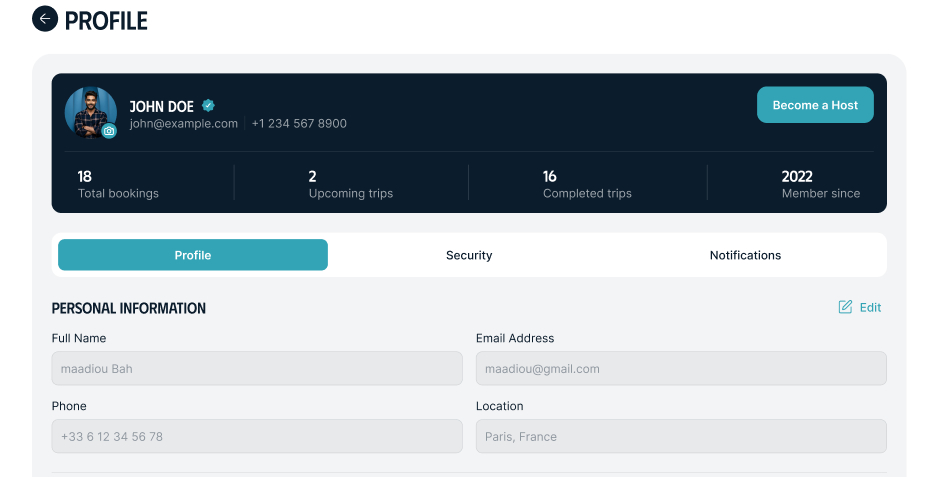 PROFILE
JOHN DOE
Become a Host
john@example.com | +1 234 567 8900
18 2 16 2022
Total bookings Upcoming trips Completed trips Member since
Profile Security Notifications
PERSONAL INFORMATION Edit
Full Name Email Address
maadiou Bah maadiou@gmail.com
Phone Location
+33 6 12 34 56 78 Paris, France